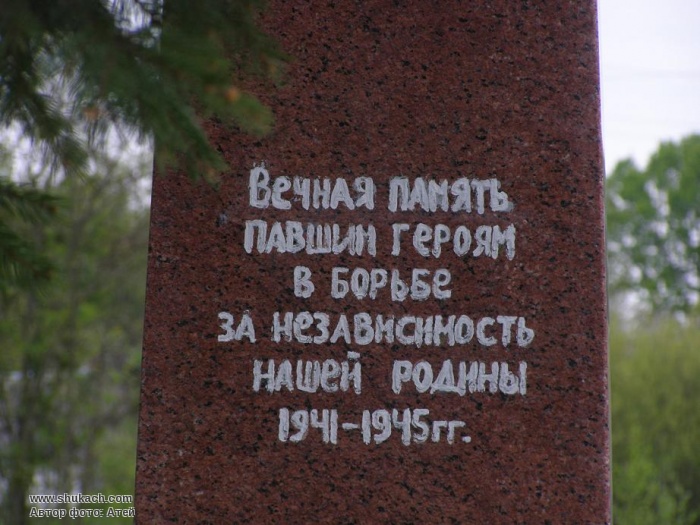 Вечная память
павшим героям
в борьбе
за независимость
нашей родины
1941-1945гг.
www.shukach.com
Автор фото: Атей